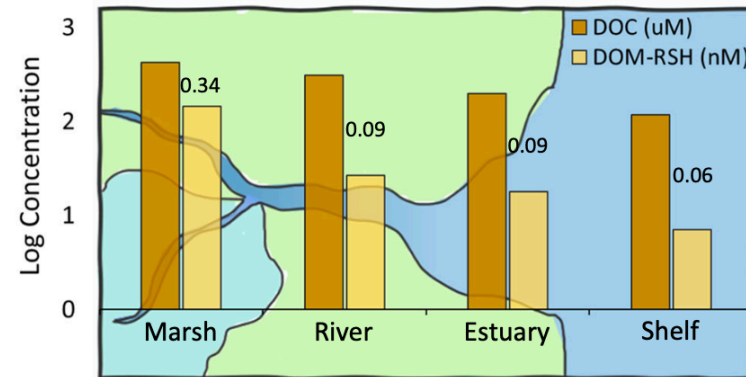 3
2
1
0
Log Concentration
DOC (uM)
DOM-RSH (nM)
0.34
0.09
0.09
0.06
Marsh
River
Estuary
Shelf